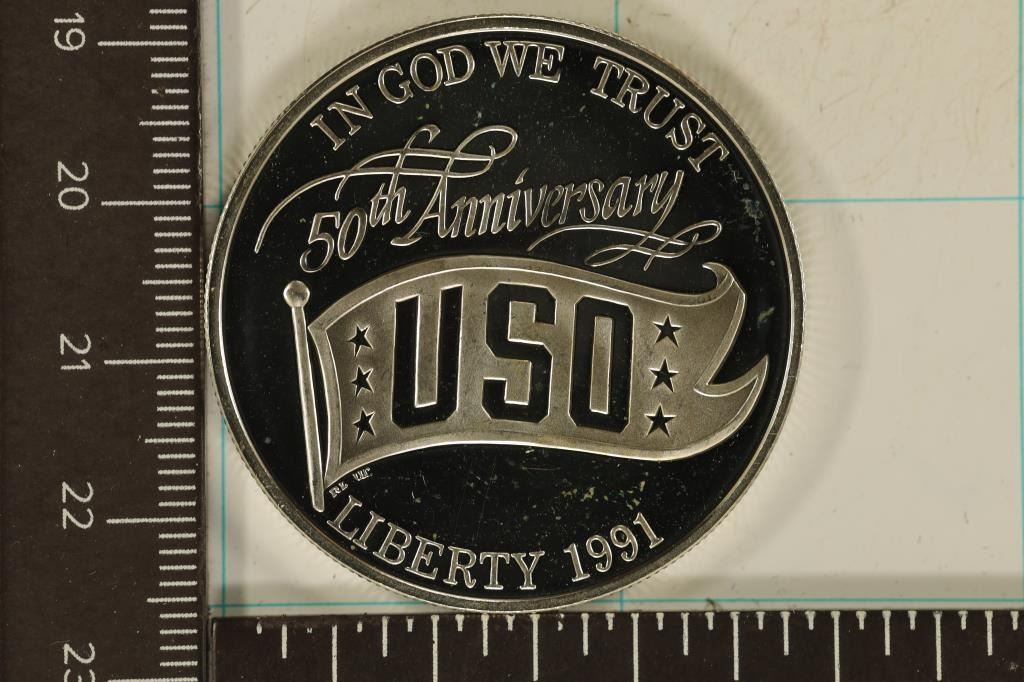 IN GOD WE TRUST
50th Anniversary
USO
LIBERTY 1991
19
20
21
22
23